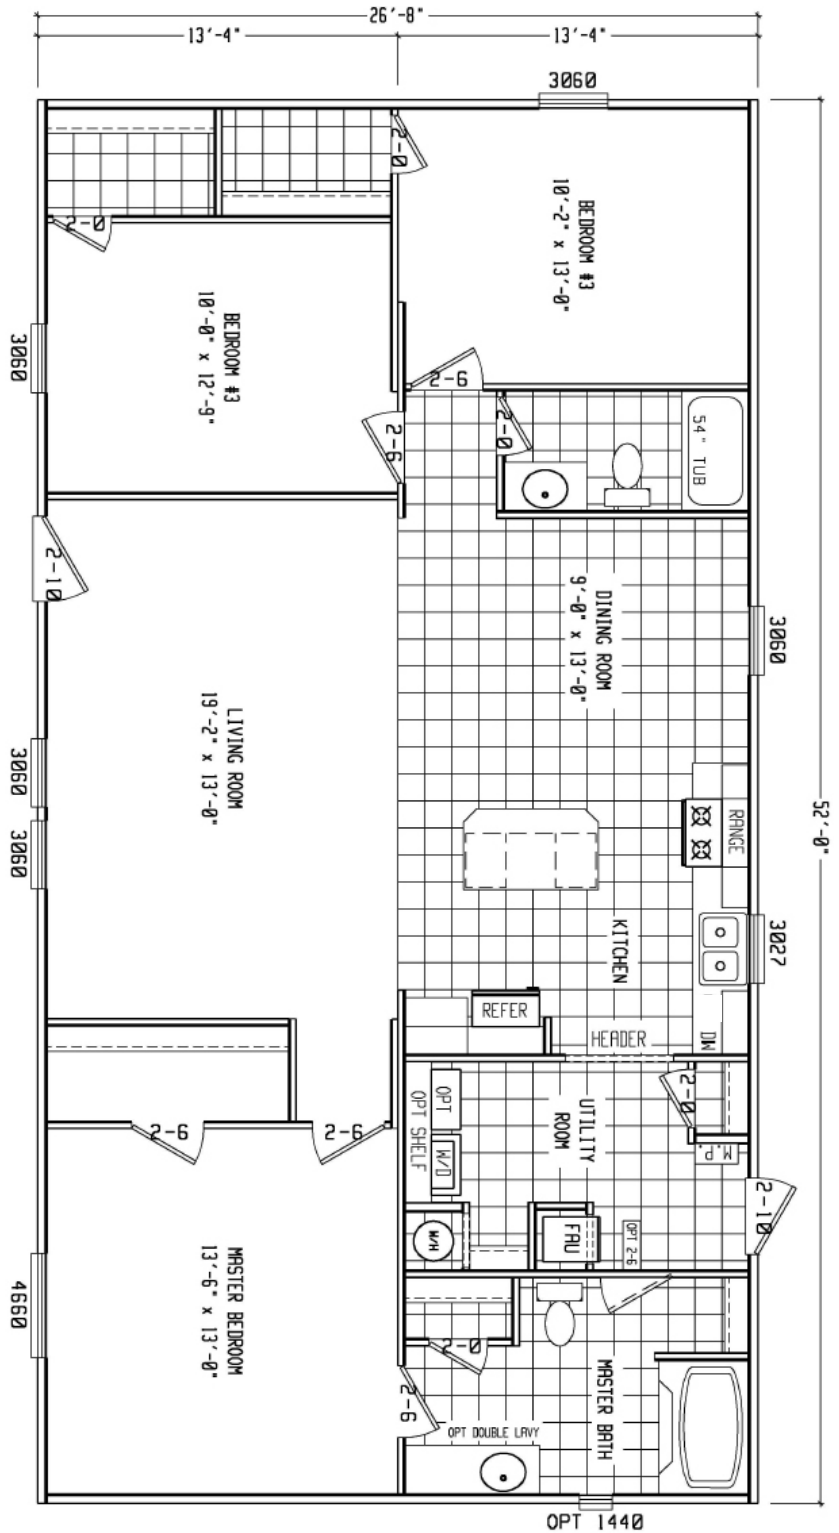 26'-8"
13'-4"
13'-4"
3060
2-0
2-0
BEDROOM #3
10'-2" x 13'-0"
BEDROOM #3
10'-0" x 12'-9"
3060
2-6
2-6
2-0
54" TUB
2-10
DINING ROOM
9'-0" x 13'-0"
3060
LIVING ROOM
19'-2" x 13'-0"
3060
3060
RANGE
52'-0"
KITCHEN
3027
REFER
HEADER
DW
2-6
2-6
OPT
OPT SHELF
W/D
UTILITY
ROOM
2-0
M.P.
2-10
W/H
FAU
OPT 2-6
MASTER BEDROOM
13'-6" x 13'-0"
4660
2-0
2-6
MASTER BATH
OPT DOUBLE LAVY
OPT 1440